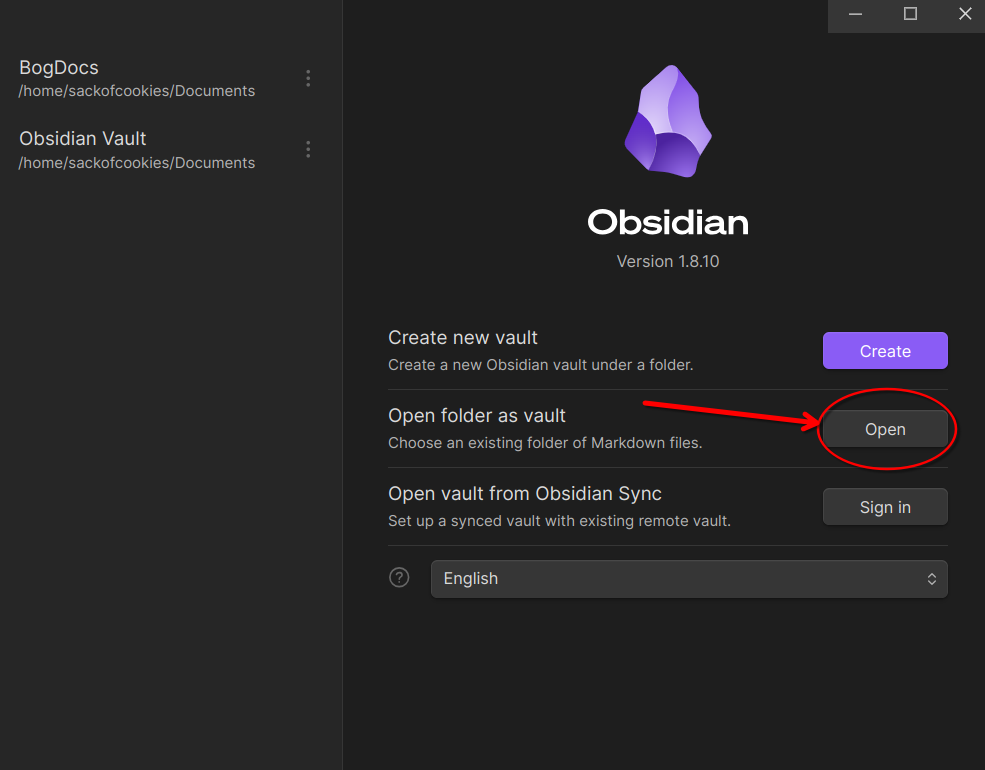 BogDocs
/home/sackofcookies/Documents
Obsidian Vault
/home/sackofcookies/Documents
Obsidian
Version 1.8.10
Create new vault
Create a new Obsidian vault under a folder.
Create
Open folder as vault
Choose an existing folder of Markdown files.
Open
Open vault from Obsidian Sync
Set up a synced vault with existing remote vault.
Sign in
?
English